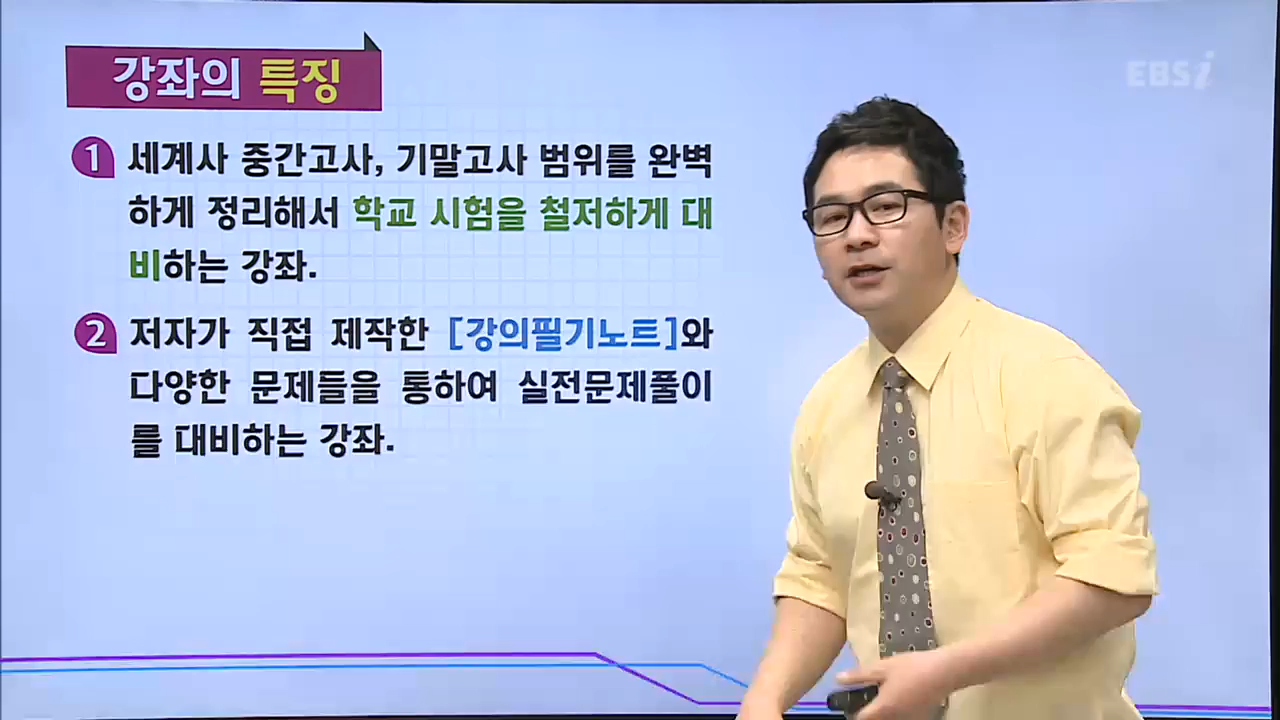 강좌의 특징
EBSi
1 세계사 중간고사, 기말고사 범위를 완벽
하게 정리해서 학교 시험을 철저하게 대
비하는 강좌.
2 저자가 직접 제작한 [강의필기노트]와
다양한 문제들을 통하여 실전문제풀이
를 대비하는 강좌.